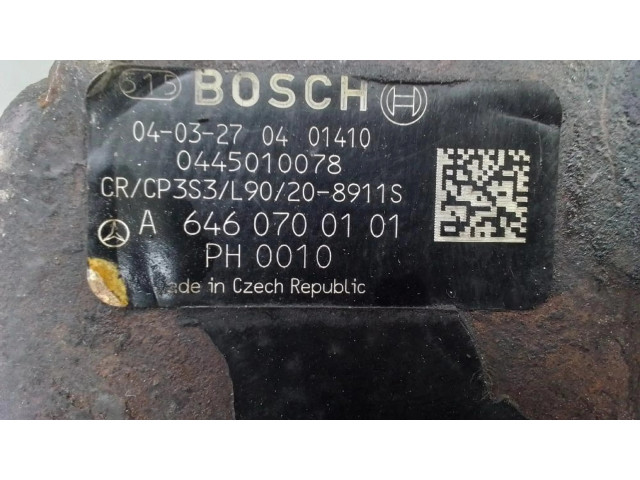 615 BOSCH
04-03-27 04 01410
0445010078
CR/CP3S3/L90/20-8911S
A 646 070 01 01
PH 0010
ade in Czech Republic